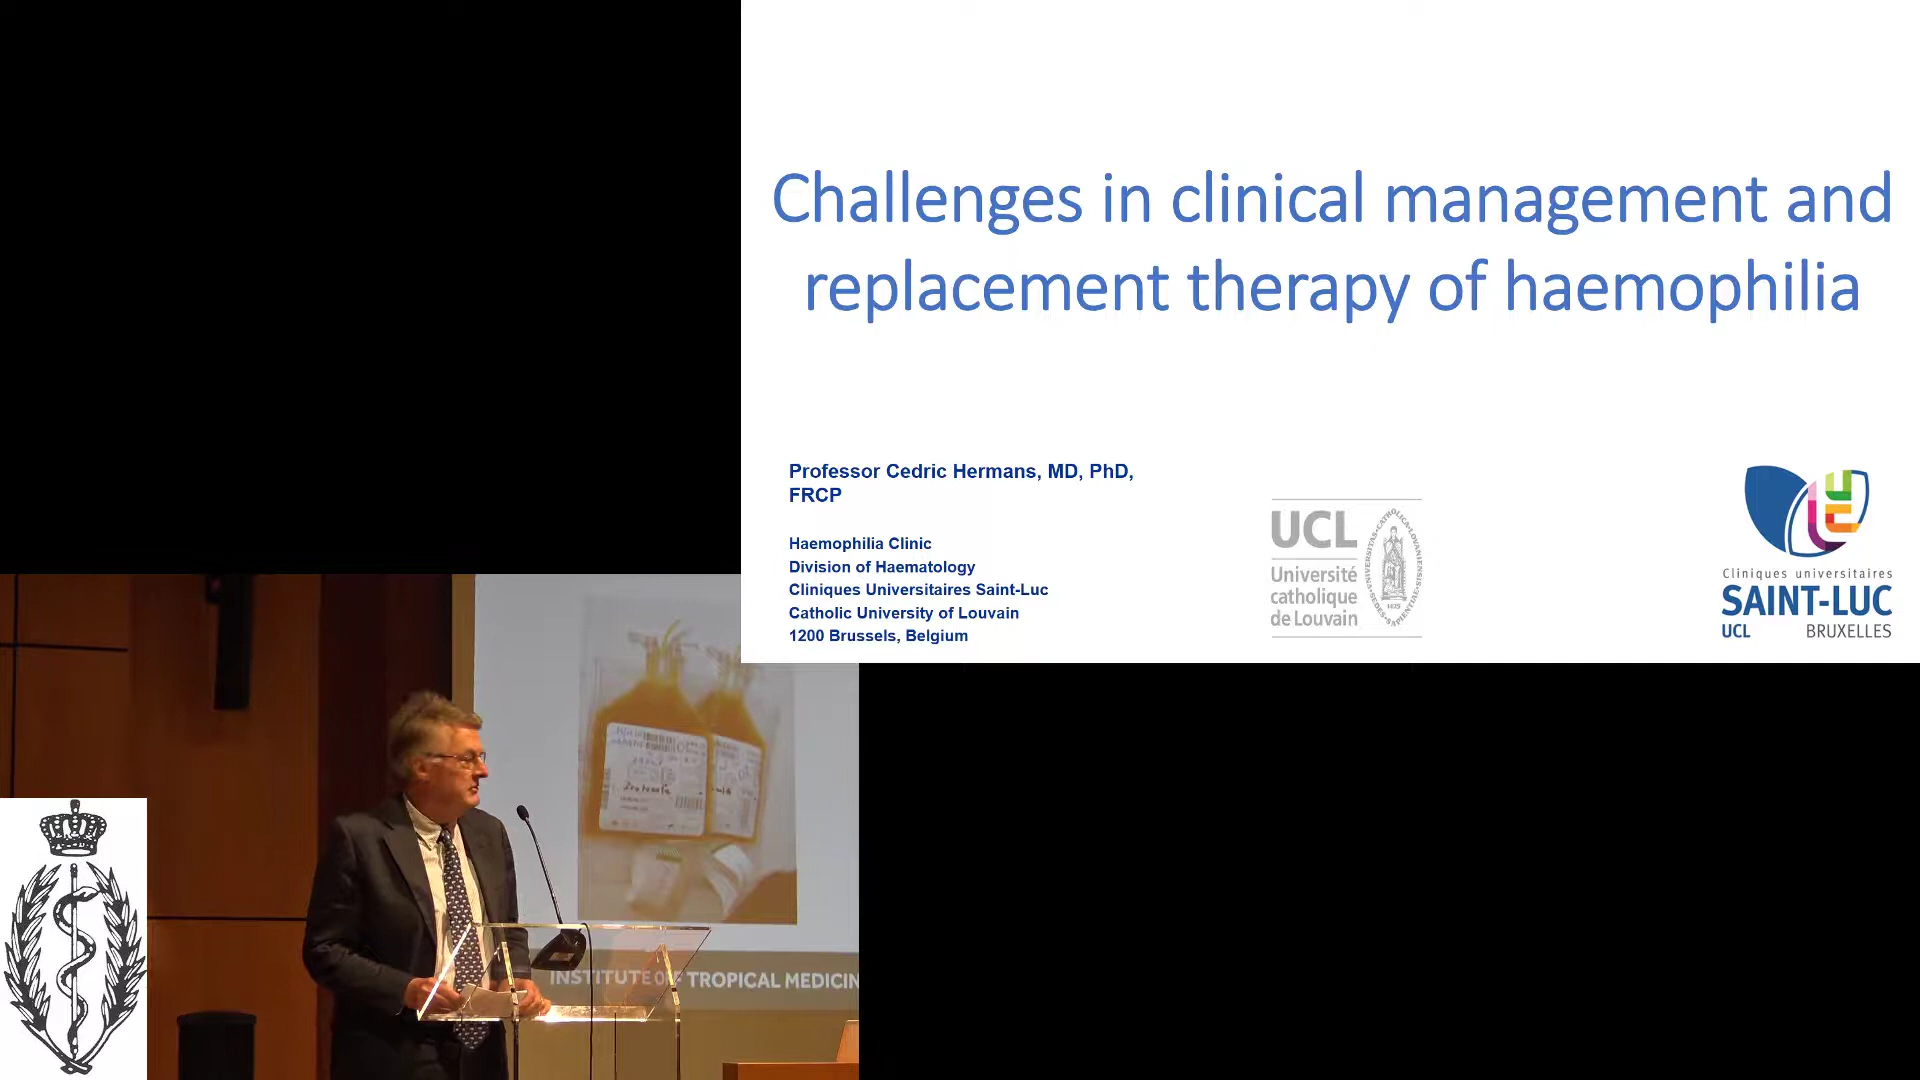 Challenges in clinical management and
replacement therapy of haemophilia
Professor Cedric Hermans, MD, PhD,
FRCP
Haemophilia Clinic
Division of Haematology
Cliniques Universitaires Saint-Luc
Catholic University of Louvain
1200 Brussels, Belgium
UCL
Université
catholique
de Louvain
Cliniques universitaires
SAINT-LUC
UCL BRUXELLES
INSTITUTE OF TROPICAL MEDICIN